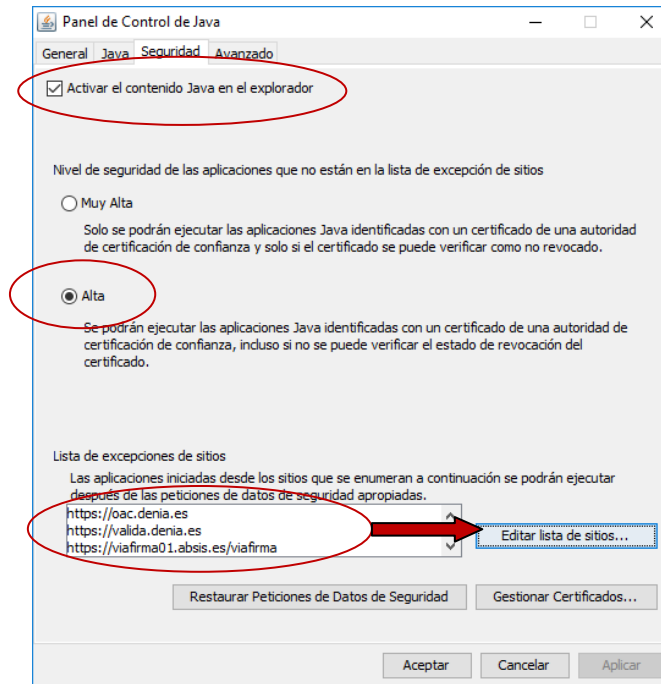 Panel de Control de Java
General Java Seguridad Avanzado
Activar el contenido Java en el explorador
Nivel de seguridad de las aplicaciones que no están en la lista de excepción de sitios
Muy Alta
Solo se podrán ejecutar las aplicaciones Java identificadas con un certificado de una autoridad
de certificación de confianza y solo si el certificado se puede verificar como no revocado.
Alta
Se podrán ejecutar las aplicaciones Java identificadas con un certificado de una autoridad de
certificación de confianza, incluso si no se puede verificar el estado de revocación del
certificado.
Lista de excepciones de sitios
Las aplicaciones iniciadas desde los sitios que se enumeran a continuación se podrán ejecutar
después de las peticiones de datos de seguridad apropiadas.
https://oac.denia.es
https://valida.denia.es
https://viafirma01.absis.es/viafirma
Editar lista de sitios...
Restaurar Peticiones de Datos de Seguridad Gestionar Certificados...
Aceptar Cancelar Aplicar